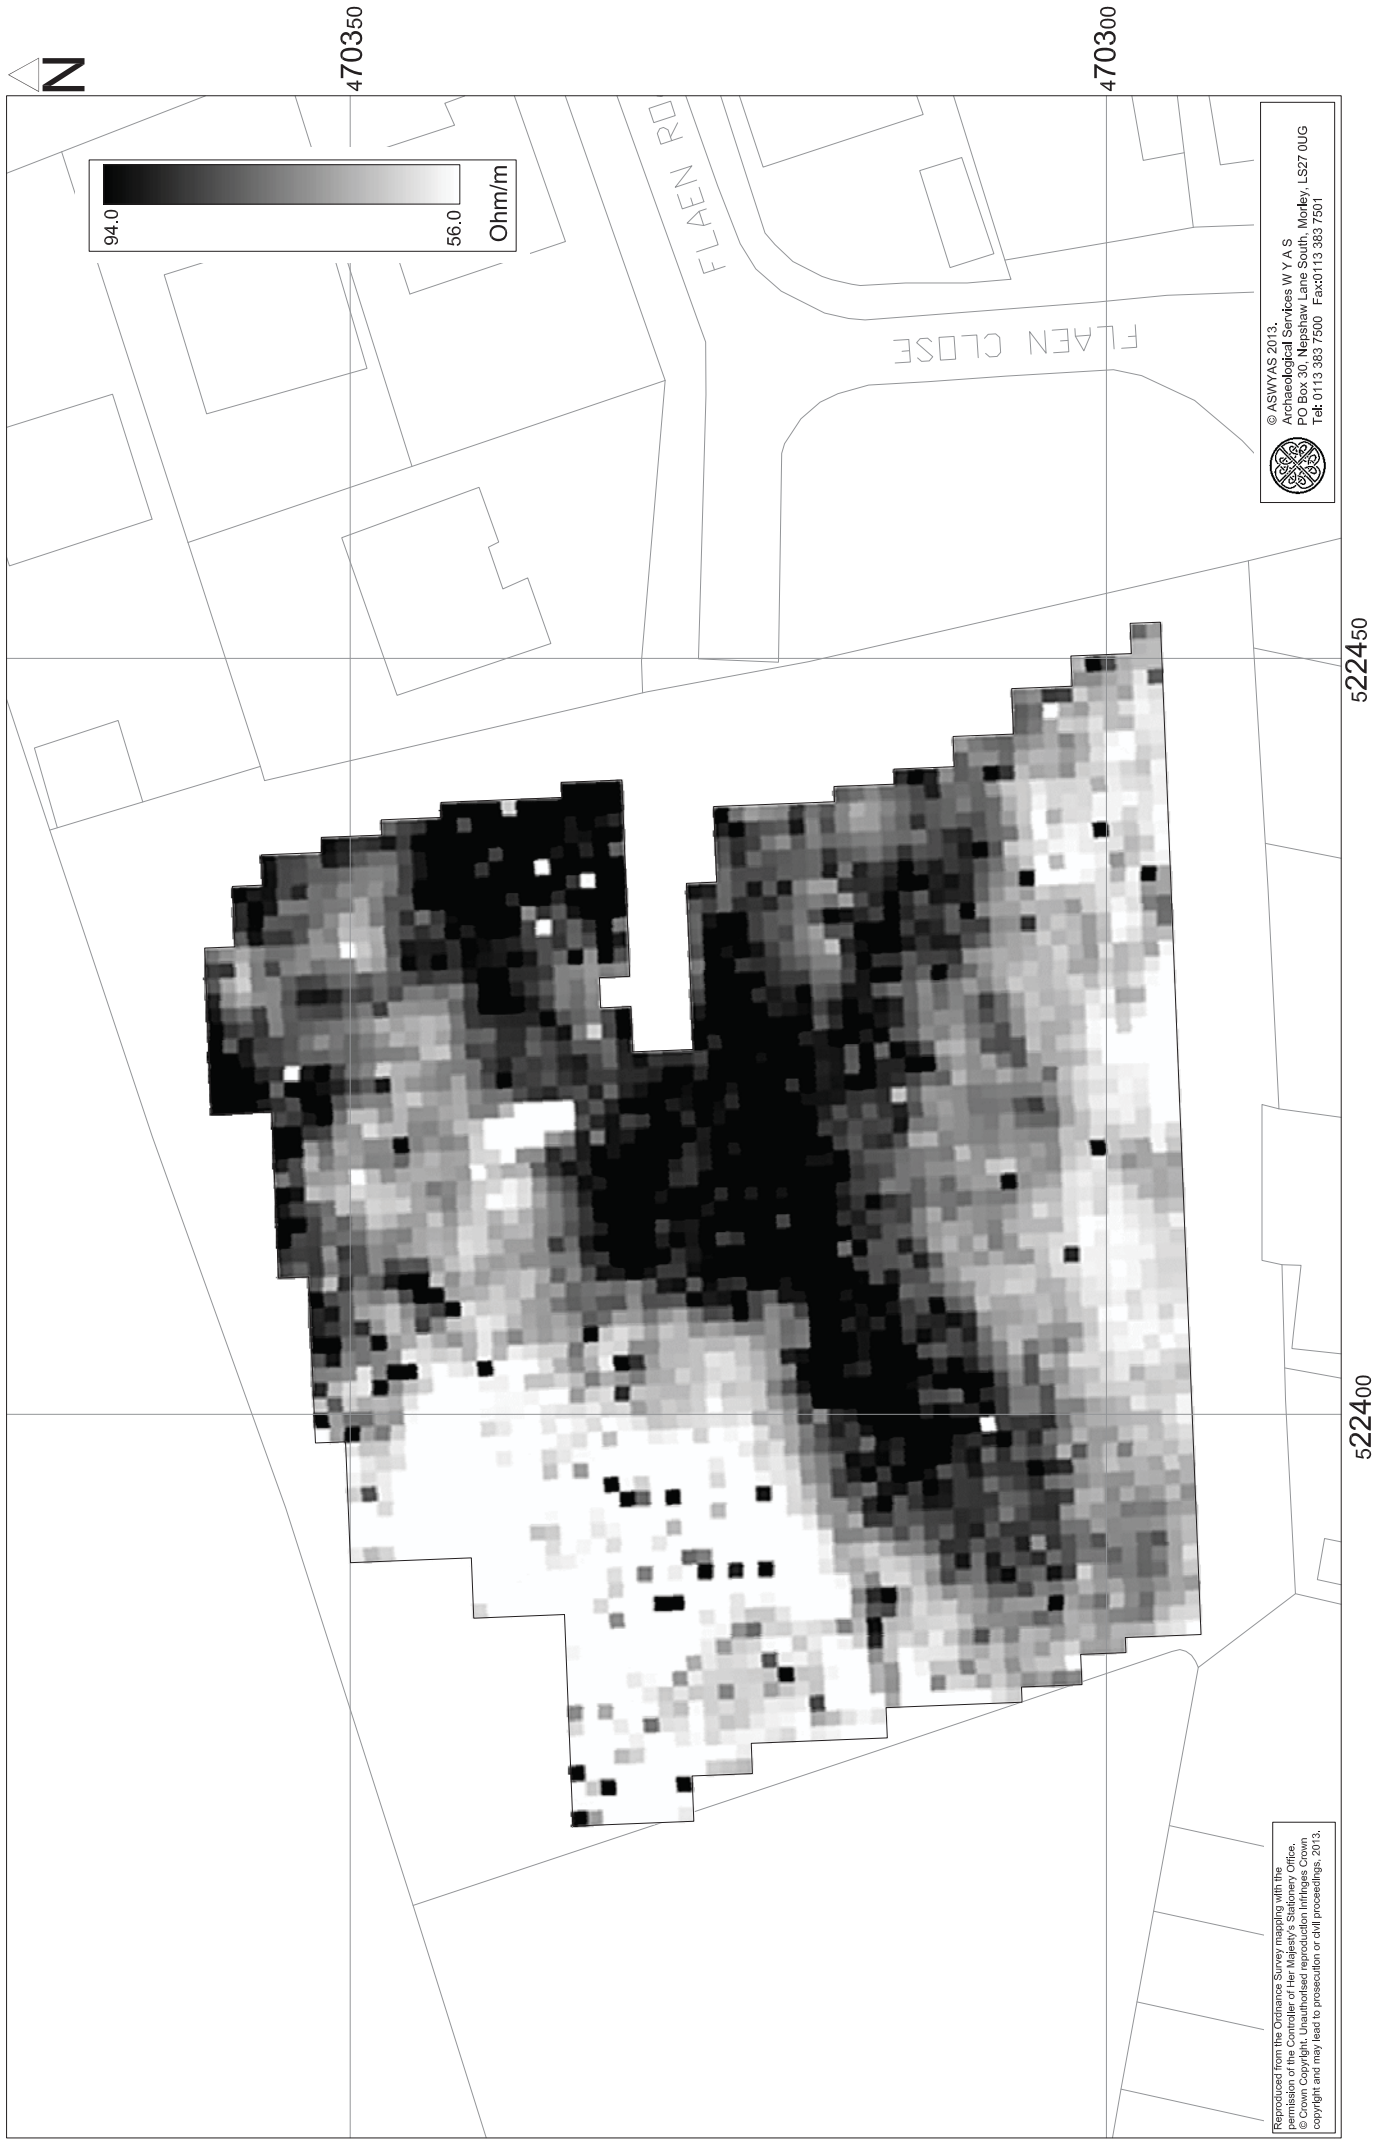 N
470350
470300
94.0
56.0
Ohm/m
FLAEN RO
FLAEN CLOSE
© ASWYAS 2013.
Archaeological Services W Y A S
PO Box 30, Nepshaw Lane South, Morley, LS27 0UG
Tel: 0113 383 7500 Fax:0113 383 7501
522450
522400
Reproduced from the Ordnance Survey mapping with the
permission of the Controller of Her Majesty's Stationery Office.
© Crown Copyright. Unauthorised reproduction infringes Crown
copyright and may lead to prosecution or civil proceedings, 2013.